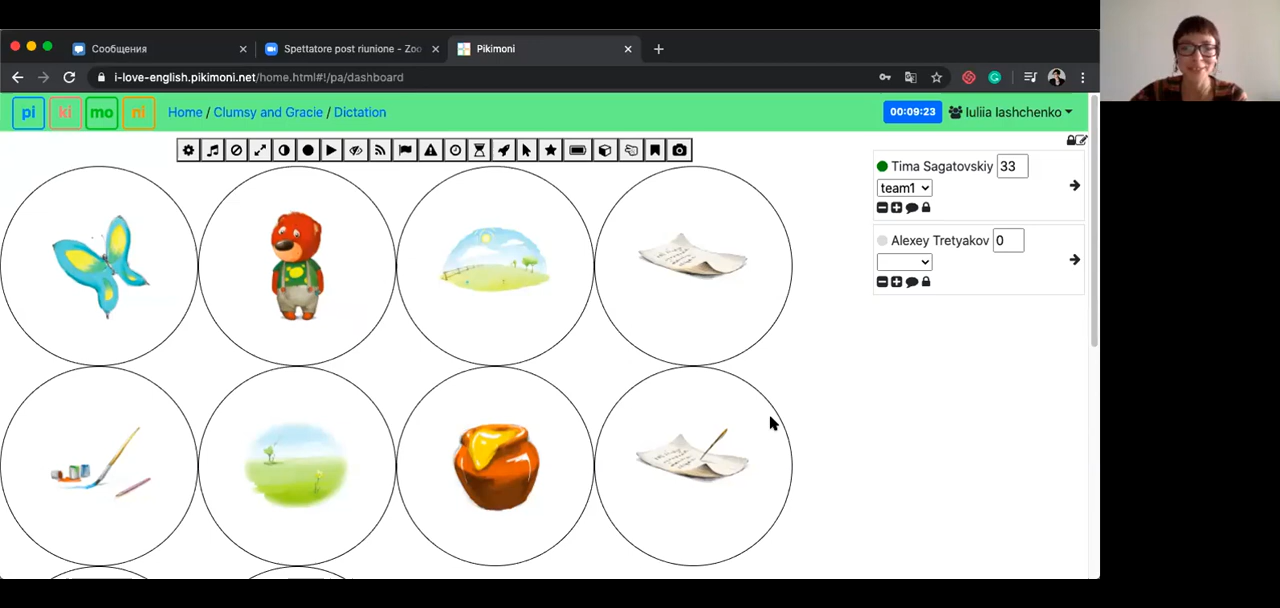 Сообщения
Spettatore post riunione - Zoo
Pikimoni
i-love-english.pikimoni.net/home.html#!/pa/dashboard
pi ki mo ni
Home / Clumsy and Gracie / Dictation
00:09:23
Iuliia Iashchenko
Tima Sagatovskiy 33
team1
Alexey Tretyakov 0